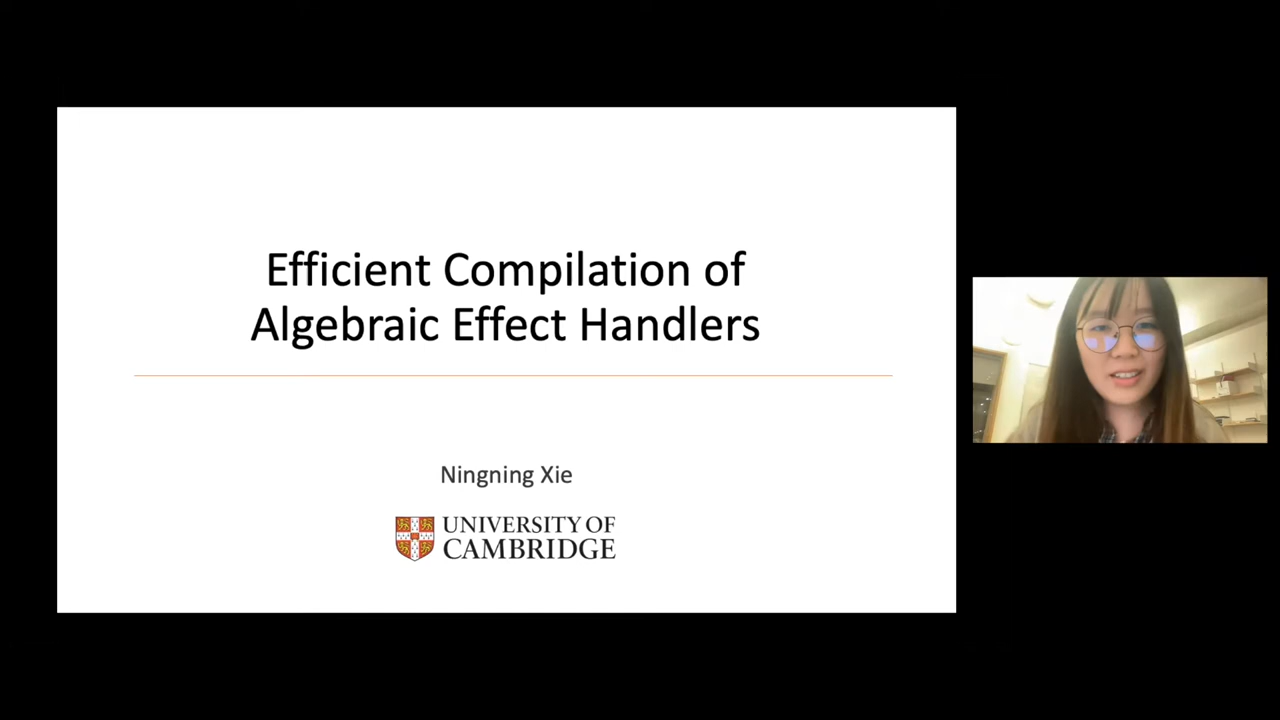 Efficient Compilation of
Algebraic Effect Handlers
Ningning Xie
UNIVERSITY OF
CAMBRIDGE